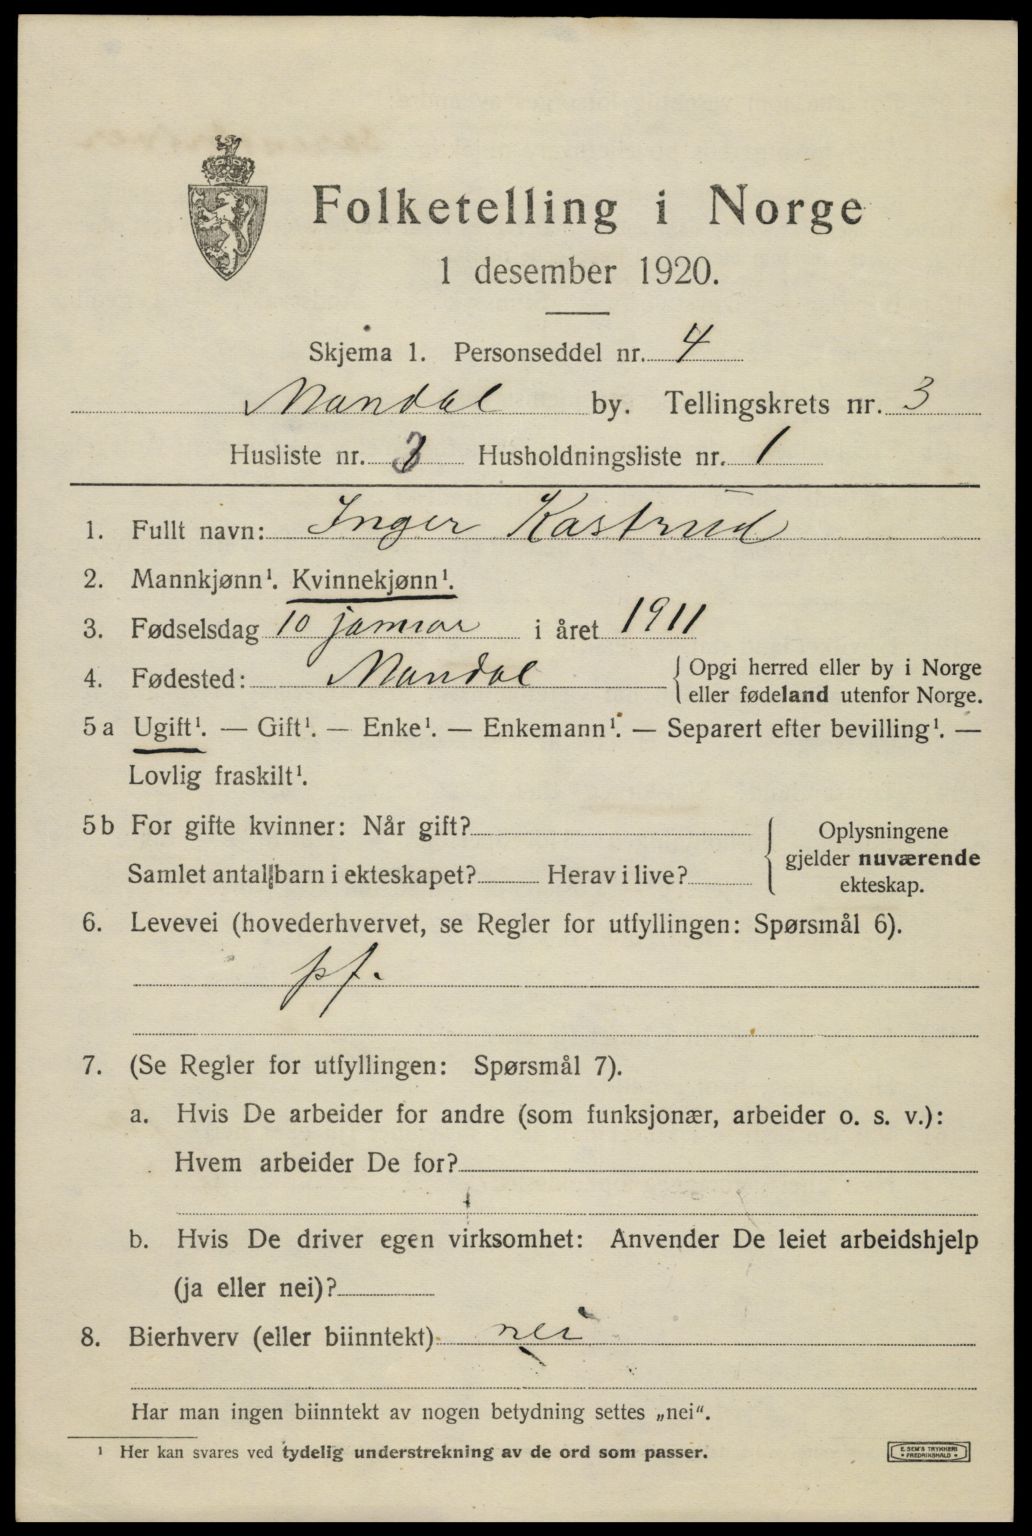 Folketelling i Norge
1 desember 1920.
Skjema 1. Personseddel nr. 4
Mandal by. Tellingskrets nr. 3
Husliste nr. Husholdningsliste nr. 1
1. Fullt navn: Inger Kastrud
2. Mannkjønn¹. Kvinnekjønn¹.
3. Fødselsdag 10 januar i året 1911
4. Fødested: Mandal { Opgi herred eller by i Norge
eller fødeland utenfor Norge.
5a Ugift¹. — Gift¹. — Enke¹. — Enkemann¹. — Separert efter bevilling¹. —
Lovlig fraskilt¹.
5b For gifte kvinner: Når gift?
Samlet antal barn i ekteskapet? Herav i live?
Oplysningene
gjelder nuværende
ekteskap.
6. Levevei (hovederhvervet, se Regler for utfyllingen: Spørsmål 6).
pf.
7. (Se Regler for utfyllingen: Spørsmål 7).
a. Hvis De arbeider for andre (som funksjonær, arbeider o. s. v.):
Hvem arbeider De for?
b. Hvis De driver egen virksomhet: Anvender De leiet arbeidshjelp
(ja eller nei)?
8. Bierhverv (eller biinntekt) nei
Har man ingen biinntekt av nogen betydning settes „nei“.
¹ Her kan svares ved tydelig understrekning av de ord som passer.
E. SEM'S TRYKKERI
FREDRIKSHALD